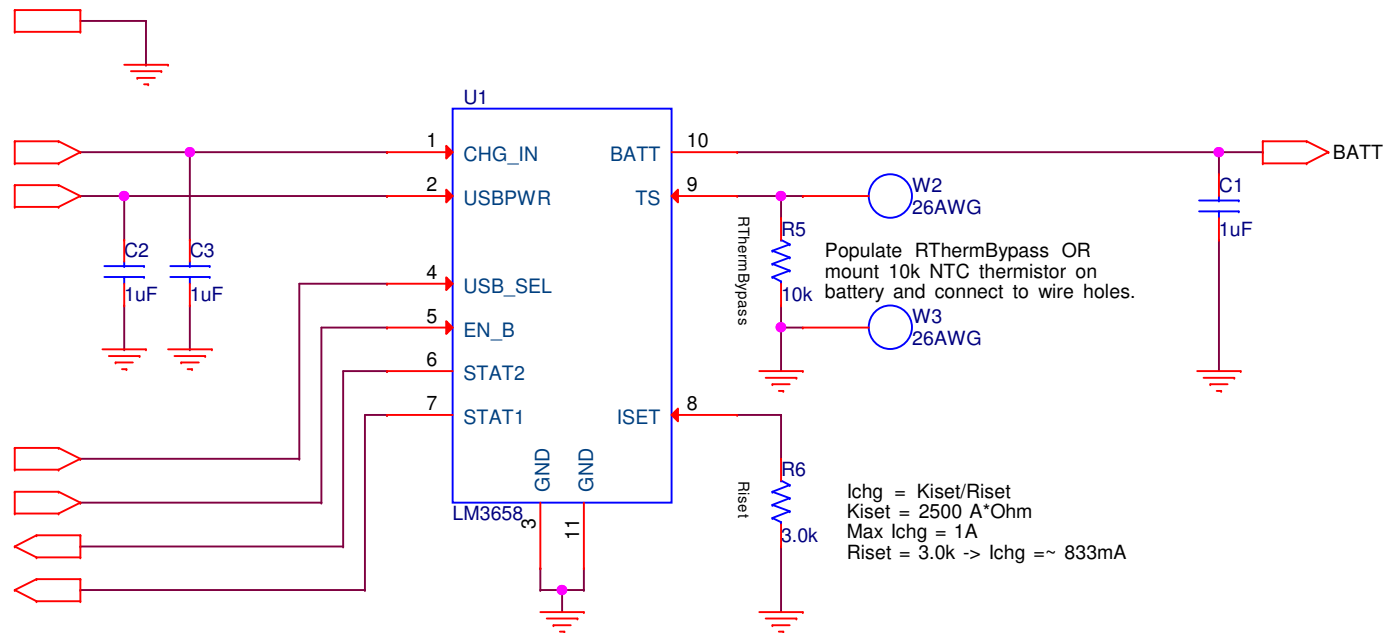 U1
1
CHG_IN
BATT
10
BATT
2
USBPWR
TS
9
W2
26AWG
C1
1uF
RThermBypass
R5
10k
Populate RThermBypass OR
mount 10k NTC thermistor on
battery and connect to wire holes.
C2
1uF
C3
1uF
4
USB_SEL
5
EN_B
W3
26AWG
6
STAT2
7
STAT1
ISET
8
GND
GND
LM3658
3
11
Riset
R6
3.0k
Ichg = Kiset/Riset
Kiset = 2500 A*Ohm
Max Ichg = 1A
Riset = 3.0k -> Ichg =~ 833mA